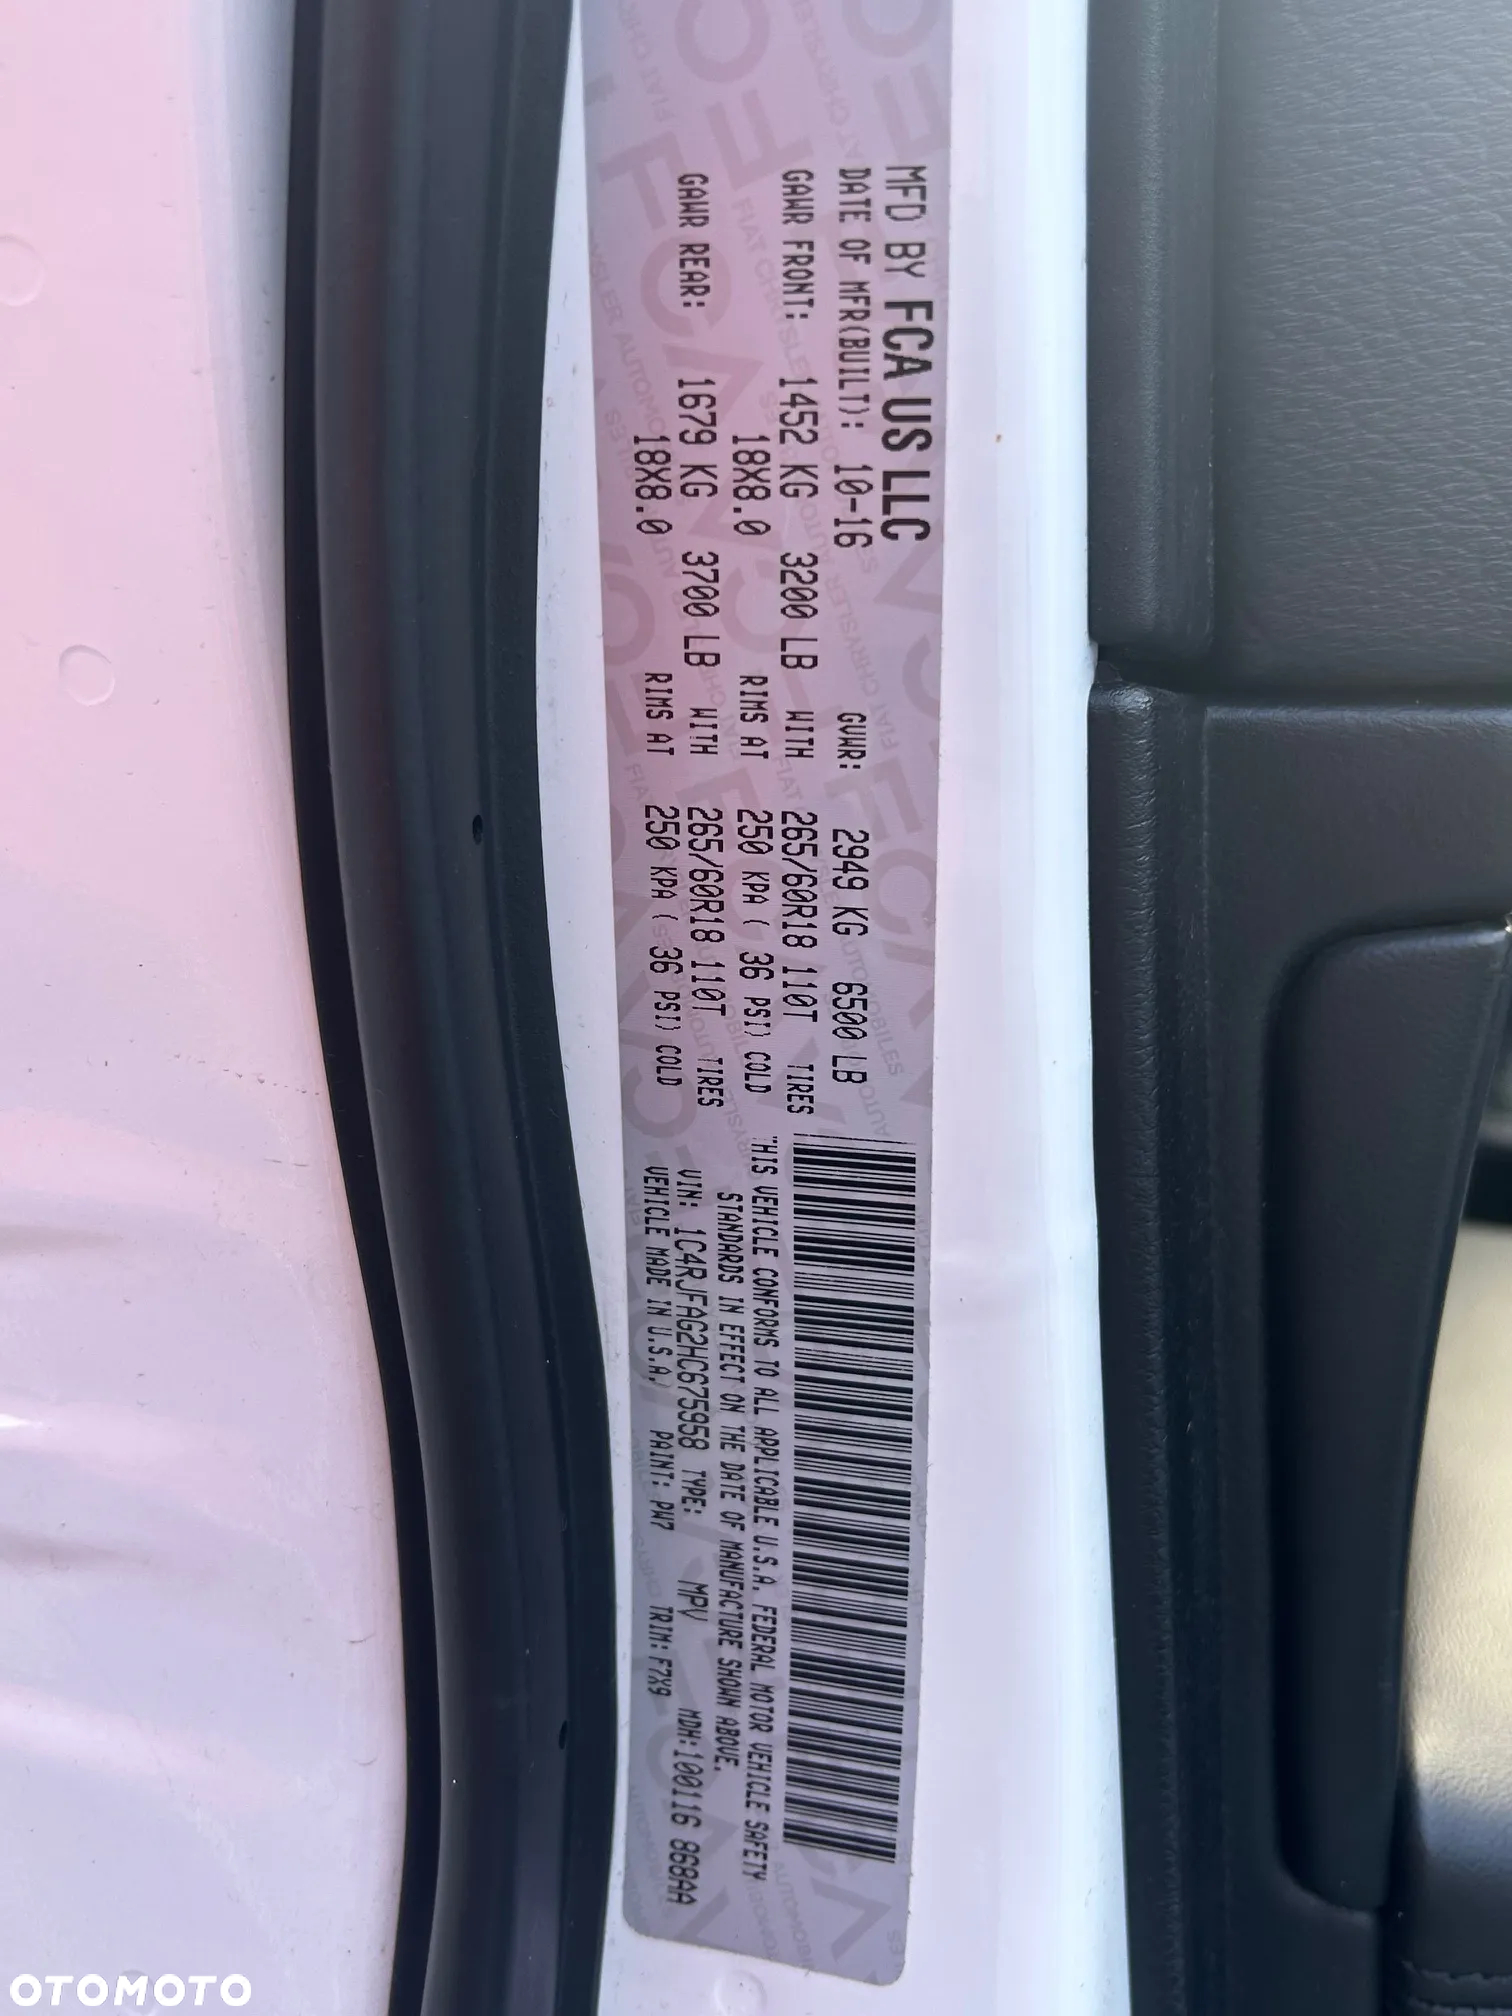 MFD BY FCA US LLC
DATE OF MFR(BUILT): 10-16 GVWR: 2949 KG 6500 LB
GAWR FRONT: 1452 KG 3200 LB WITH 265/60R18 110T TIRES
18X8.0 RIMS AT 250 KPA ( 36 PSI) COLD
GAWR REAR: 1679 KG 3700 LB WITH 265/60R18 110T TIRES
18X8.0 RIMS AT 250 KPA ( 36 PSI) COLD
THIS VEHICLE CONFORMS TO ALL APPLICABLE U.S.A. FEDERAL MOTOR VEHICLE SAFETY
STANDARDS IN EFFECT ON THE DATE OF MANUFACTURE SHOWN ABOVE.
VIN: 1C4RJFAG2HC675958 TYPE: MPV MDH:100116 868AA
VEHICLE MADE IN U.S.A. PAINT: PW7 TRIM: F7X9
OTOMOTO